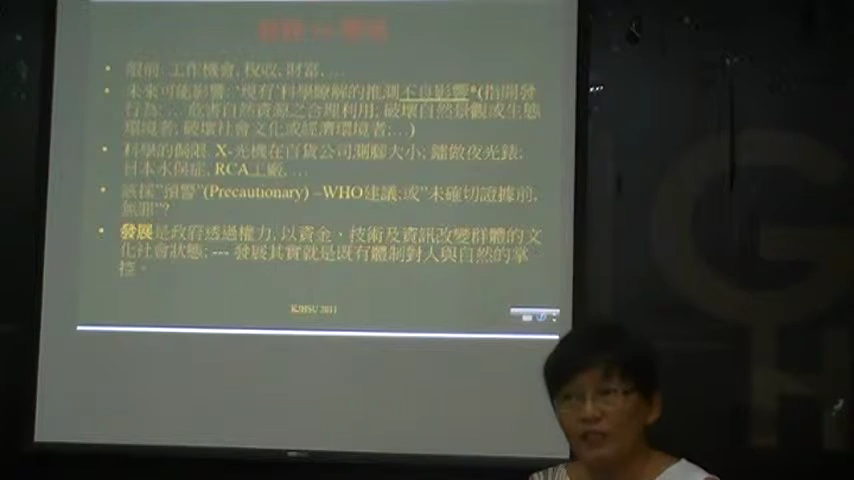 • 眼前: 工作機會, 稅收, 財富, …
• 未來可能影響: "現有"科學瞭解的推測不良影響*(指開發
行為: … 危害自然資源之合理利用; 破壞自然景觀或生態
環境者; 破壞社會文化或經濟環境者;…)
• 科學的侷限: X-光機在百貨公司測腳大小; 鐳做夜光錶;
日本水俣症, RCA工廠, …
• 該採"預警"(Precautionary) –WHO建議;或"未確切證據前,
無罪"?
• 發展是政府透過權力, 以資金、技術及資訊改變群體的文
化社會狀態; --- 發展其實就是既有體制對人與自然的掌
控。
KJHSU 2011
G
H